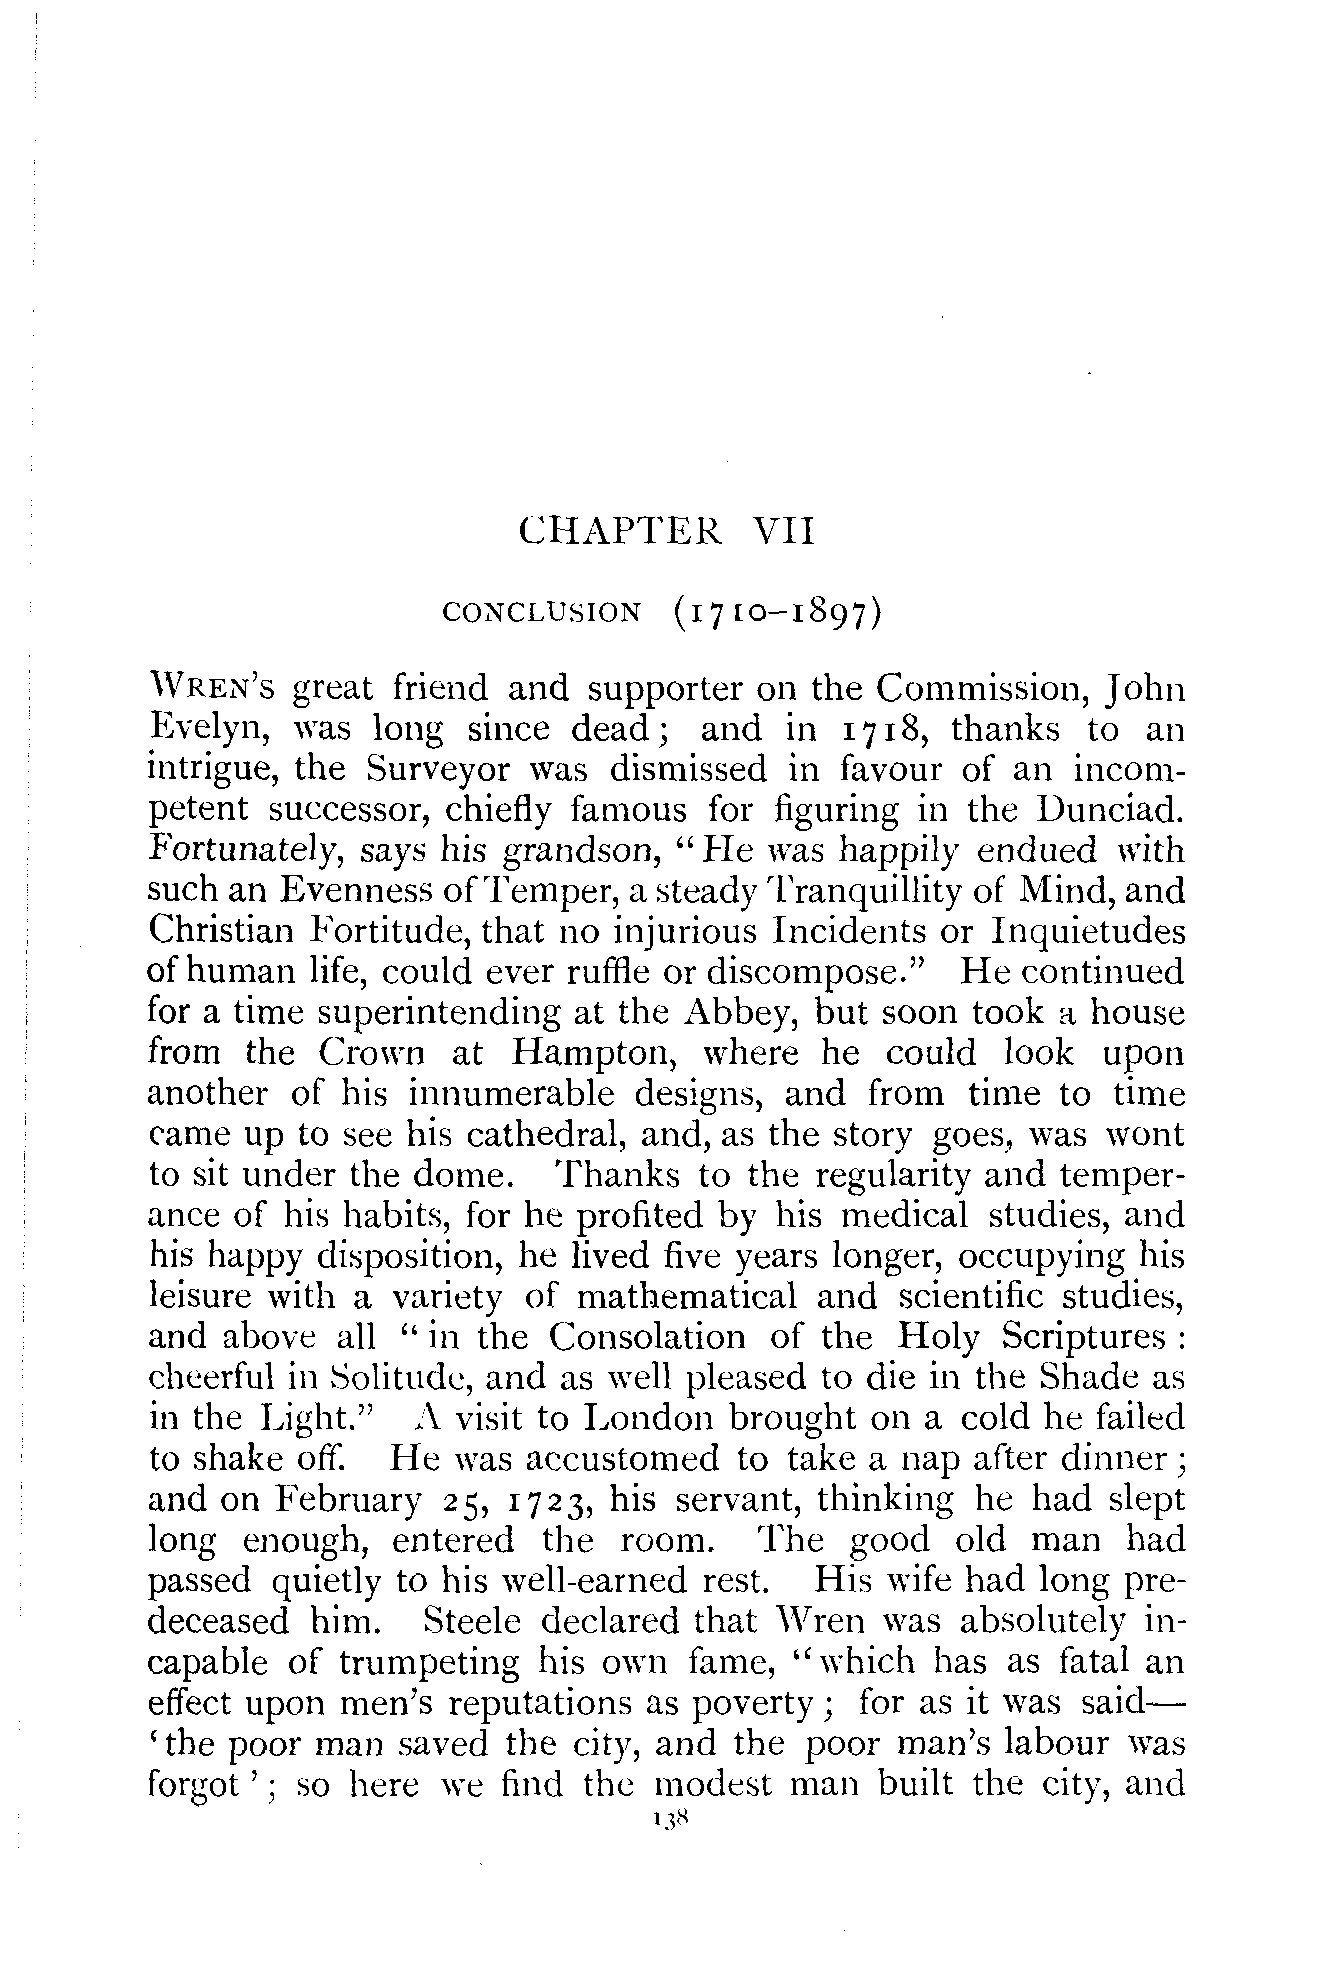 CHAPTER VII
CONCLUSION (1710–1897)
WREN'S great friend and supporter on the Commission, John
Evelyn, was long since dead; and in 1718, thanks to an
intrigue, the Surveyor was dismissed in favour of an incom-
petent successor, chiefly famous for figuring in the Dunciad.
Fortunately, says his grandson, "He was happily endued with
such an Evenness of Temper, a steady Tranquillity of Mind, and
Christian Fortitude, that no injurious Incidents or Inquietudes
of human life, could ever ruffle or discompose." He continued
for a time superintending at the Abbey, but soon took a house
from the Crown at Hampton, where he could look upon
another of his innumerable designs, and from time to time
came up to see his cathedral, and, as the story goes, was wont
to sit under the dome. Thanks to the regularity and temper-
ance of his habits, for he profited by his medical studies, and
his happy disposition, he lived five years longer, occupying his
leisure with a variety of mathematical and scientific studies,
and above all "in the Consolation of the Holy Scriptures:
cheerful in Solitude, and as well pleased to die in the Shade as
in the Light." A visit to London brought on a cold he failed
to shake off. He was accustomed to take a nap after dinner;
and on February 25, 1723, his servant, thinking he had slept
long enough, entered the room. The good old man had
passed quietly to his well-earned rest. His wife had long pre-
deceased him. Steele declared that Wren was absolutely in-
capable of trumpeting his own fame, "which has as fatal an
effect upon men's reputations as poverty; for as it was said—
'the poor man saved the city, and the poor man's labour was
forgot'; so here we find the modest man built the city, and
138